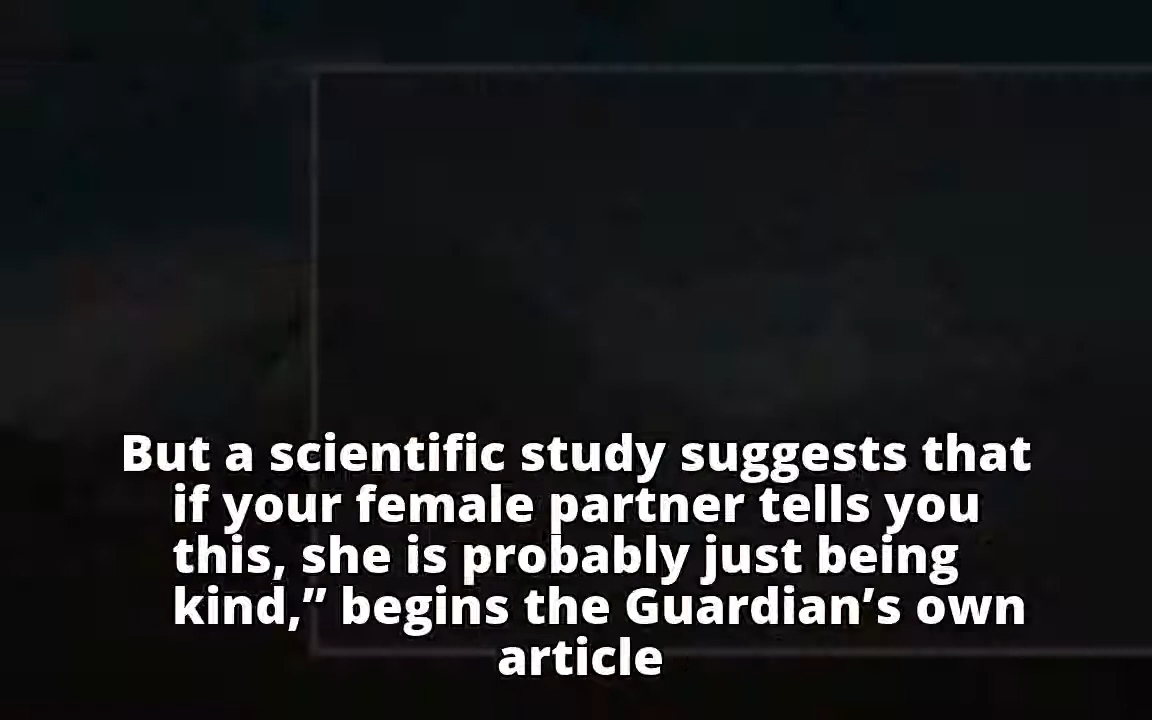 But a scientific study suggests that
if your female partner tells you
this, she is probably just being
kind,” begins the Guardian’s own
article